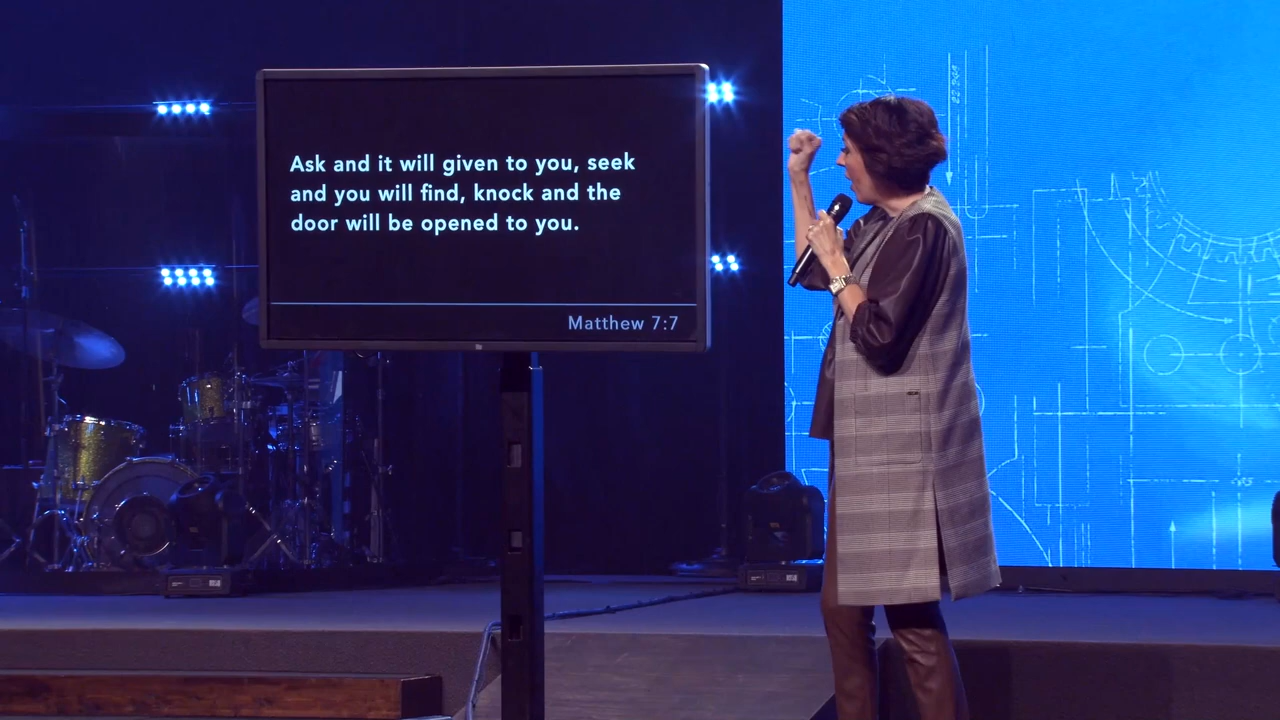 Ask and it will given to you, seek
and you will find, knock and the
door will be opened to you.
Matthew 7:7